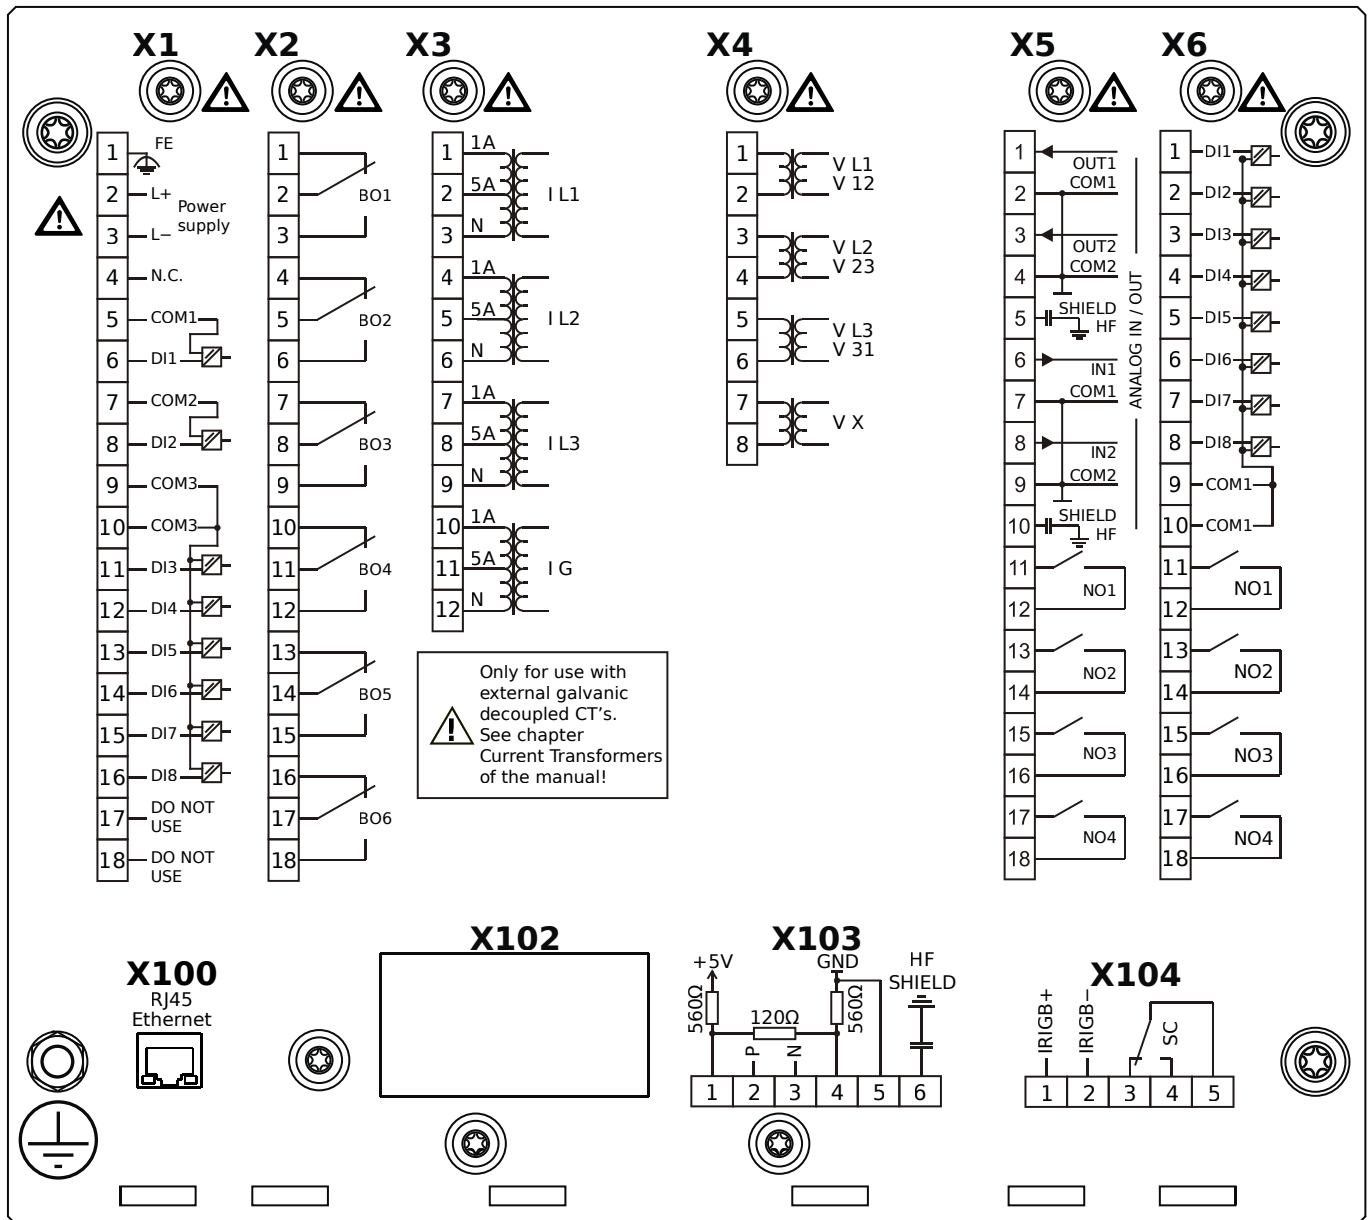 X1
X2
X3
X4
X5
X6
1
FE
2
L+
Power
supply
3
L−
4
N.C.
5
COM1
6
DI1
7
COM2
8
DI2
9
COM3
10
COM3
11
DI3
12
DI4
13
DI5
14
DI6
15
DI7
16
DI8
17
DO NOT
USE
18
DO NOT
USE
1
2
BO1
3
4
5
BO2
6
7
8
BO3
9
10
11
BO4
12
13
14
BO5
15
16
17
BO6
18
1
1A
2
5A
I L1
3
N
4
1A
5
5A
I L2
6
N
7
1A
8
5A
I L3
9
N
10
1A
11
5A
I G
12
N
!
Only for use with
external galvanic
decoupled CT's.
See chapter
Current Transformers
of the manual!
1
V L1
2
V 12
3
V L2
4
V 23
5
V L3
6
V 31
7
V X
8
1
OUT1
2
COM1
3
OUT2
4
COM2
5
SHIELD
HF
6
IN1
7
COM1
8
IN2
9
COM2
10
SHIELD
HF
ANALOG IN / OUT
11
NO1
12
13
NO2
14
15
NO3
16
17
NO4
18
1
DI1
2
DI2
3
DI3
4
DI4
5
DI5
6
DI6
7
DI7
8
DI8
9
COM1
10
COM1
11
NO1
12
13
NO2
14
15
NO3
16
17
NO4
18
X100
RJ45
Ethernet
X102
X103
+5V
GND
HF
SHIELD
560Ω
120Ω
560Ω
P
N
1 2 3 4 5 6
X104
IRIGB+
IRIGB−
SC
1 2 3 4 5